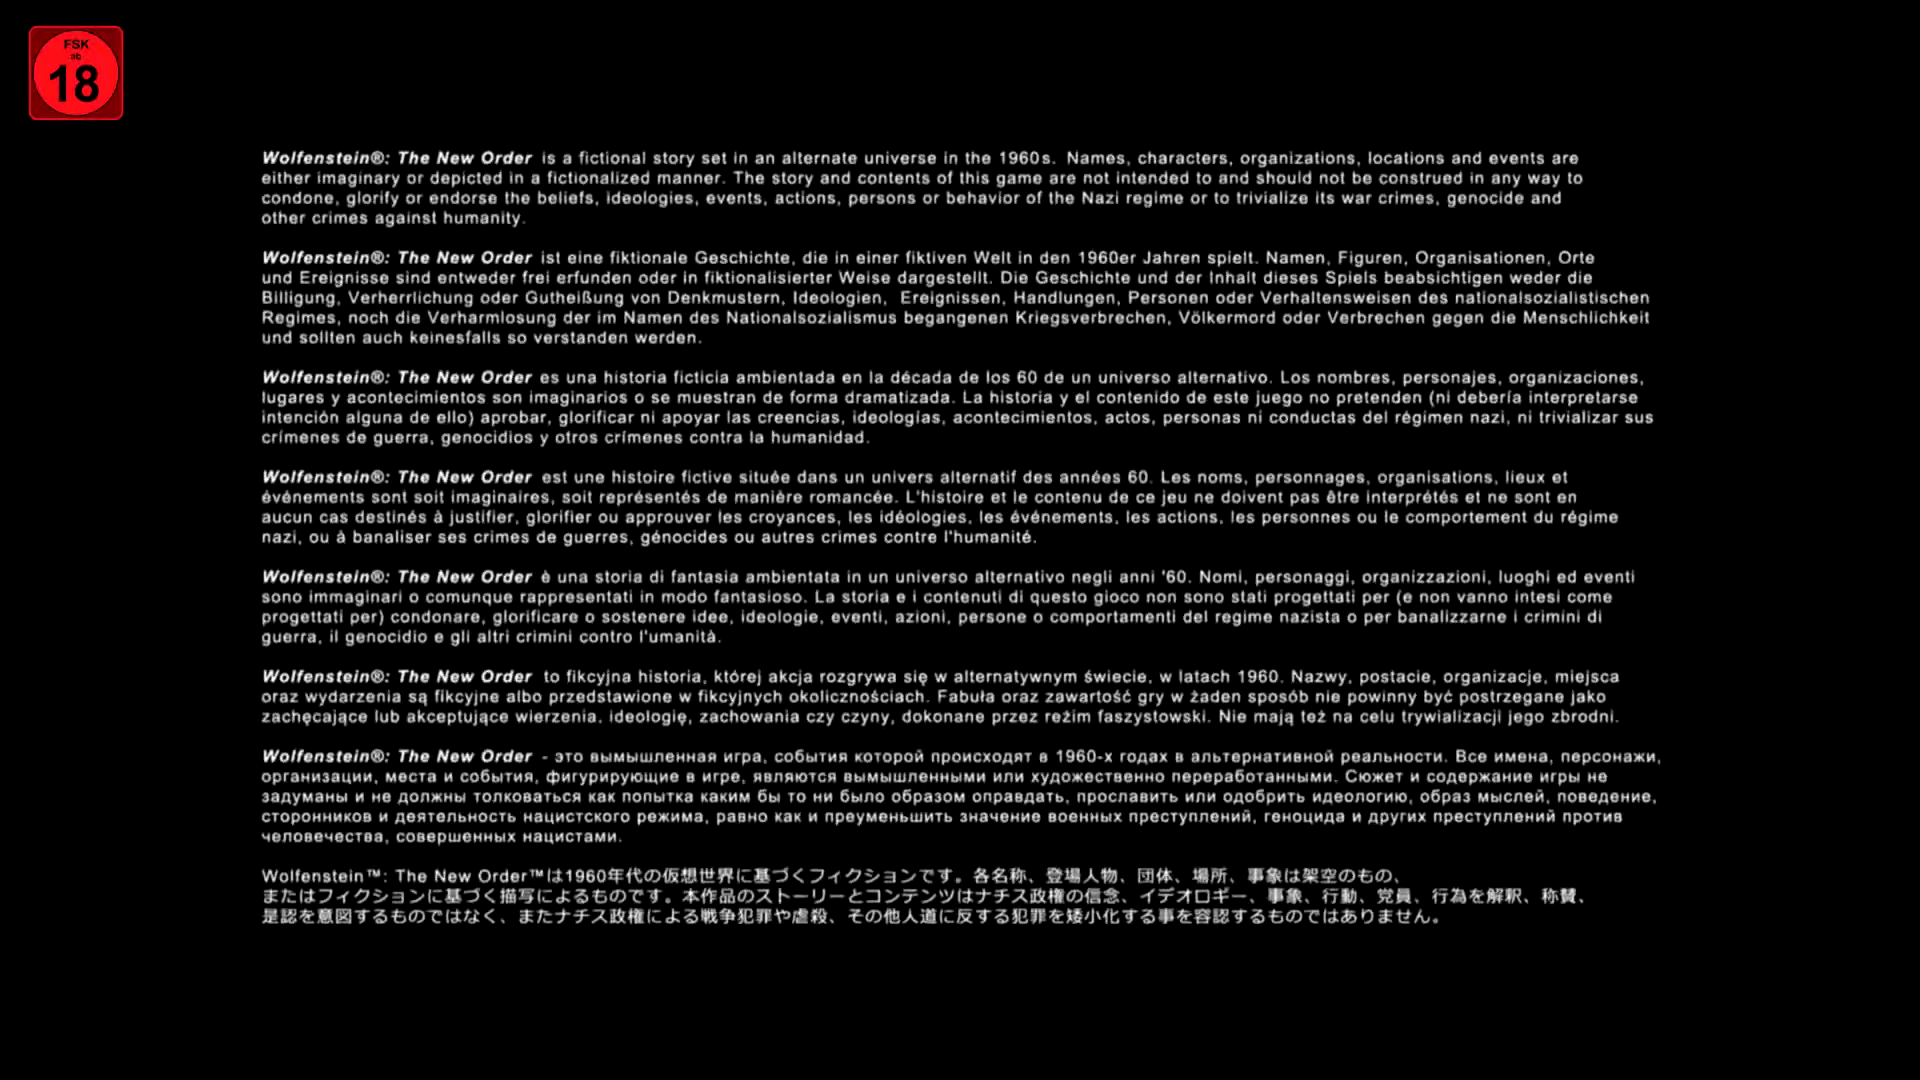 FSK
ab
18
Wolfenstein®: The New Order is a fictional story set in an alternate universe in the 1960s. Names, characters, organizations, locations and events are
either imaginary or depicted in a fictionalized manner. The story and contents of this game are not intended to and should not be construed in any way to
condone, glorify or endorse the beliefs, ideologies, events, actions, persons or behavior of the Nazi regime or to trivialize its war crimes, genocide and
other crimes against humanity.
Wolfenstein®: The New Order ist eine fiktionale Geschichte, die in einer fiktiven Welt in den 1960er Jahren spielt. Namen, Figuren, Organisationen, Orte
und Ereignisse sind entweder frei erfunden oder in fiktionalisierter Weise dargestellt. Die Geschichte und der Inhalt dieses Spiels beabsichtigen weder die
Billigung, Verherrlichung oder Gutheißung von Denkmustern, Ideologien, Ereignissen, Handlungen, Personen oder Verhaltensweisen des nationalsozialistischen
Regimes, noch die Verharmlosung der im Namen des Nationalsozialismus begangenen Kriegsverbrechen, Völkermord oder Verbrechen gegen die Menschlichkeit
und sollten auch keinesfalls so verstanden werden.
Wolfenstein®: The New Order es una historia ficticia ambientada en la década de los 60 de un universo alternativo. Los nombres, personajes, organizaciones,
lugares y acontecimientos son imaginarios o se muestran de forma dramatizada. La historia y el contenido de este juego no pretenden (ni debería interpretarse
intención alguna de ello) aprobar, glorificar ni apoyar las creencias, ideologías, acontecimientos, actos, personas ni conductas del régimen nazi, ni trivializar sus
crímenes de guerra, genocidios y otros crímenes contra la humanidad.
Wolfenstein®: The New Order est une histoire fictive située dans un univers alternatif des années 60. Les noms, personnages, organisations, lieux et
événements sont soit imaginaires, soit représentés de manière romancée. L'histoire et le contenu de ce jeu ne doivent pas être interprétés et ne sont en
aucun cas destinés à justifier, glorifier ou approuver les croyances, les idéologies, les événements, les actions, les personnes ou le comportement du régime
nazi, ou à banaliser ses crimes de guerres, génocides ou autres crimes contre l'humanité.
Wolfenstein®: The New Order è una storia di fantasia ambientata in un universo alternativo negli anni '60. Nomi, personaggi, organizzazioni, luoghi ed eventi
sono immaginari o comunque rappresentati in modo fantasioso. La storia e i contenuti di questo gioco non sono stati progettati per (e non vanno intesi come
progettati per) condonare, glorificare o sostenere idee, ideologie, eventi, azioni, persone o comportamenti del regime nazista o per banalizzarne i crimini di
guerra, il genocidio e gli altri crimini contro l'umanità.
Wolfenstein®: The New Order to fikcyjna historia, której akcja rozgrywa się w alternatywnym świecie, w latach 1960. Nazwy, postacie, organizacje, miejsca
oraz wydarzenia są fikcyjne albo przedstawione w fikcyjnych okolicznościach. Fabuła oraz zawartość gry w żaden sposób nie powinny być postrzegane jako
zachęcające lub akceptujące wierzenia, ideologię, zachowania czy czyny, dokonane przez reżim faszystowski. Nie mają też na celu trywializacji jego zbrodni.
Wolfenstein®: The New Order - это вымышленная игра, события которой происходят в 1960-х годах в альтернативной реальности. Все имена, персонажи,
организации, места и события, фигурирующие в игре, являются вымышленными или художественно переработанными. Сюжет и содержание игры не
задуманы и не должны толковаться как попытка каким бы то ни было образом оправдать, прославить или одобрить идеологию, образ мыслей, поведение,
сторонников и деятельность нацистского режима, равно как и преуменьшить значение военных преступлений, геноцида и других преступлений против
человечества, совершенных нацистами.
Wolfenstein™: The New Order™は1960年代の仮想世界に基づくフィクションです。各名称、登場人物、団体、場所、事象は架空のもの、
またはフィクションに基づく描写によるものです。本作品のストーリーとコンテンツはナチス政権の信念、イデオロギー、事象、行動、党員、行為を解釈、称賛、
是認を意図するものではなく、またナチス政権による戦争犯罪や虐殺、その他人道に反する犯罪を矮小化する事を容認するものではありません。